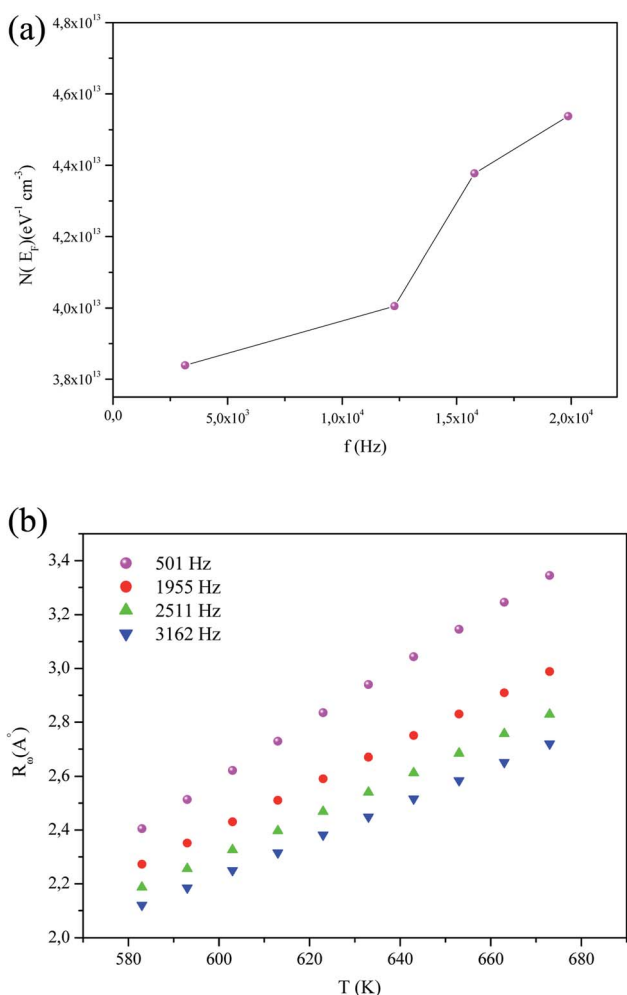 (a)
4,8x10¹³
4,6x10¹³
4,4x10¹³
4,2x10¹³
4,0x10¹³
3,8x10¹³
N( E_F)(eV⁻¹ cm⁻³)
0,0
5,0x10³
1,0x10⁴
1,5x10⁴
2,0x10⁴
f (Hz)
(b)
501 Hz
1955 Hz
2511 Hz
3162 Hz
3,4
3,2
3,0
2,8
2,6
2,4
2,2
2,0
R_ω(A°)
580
600
620
640
660
680
T (K)